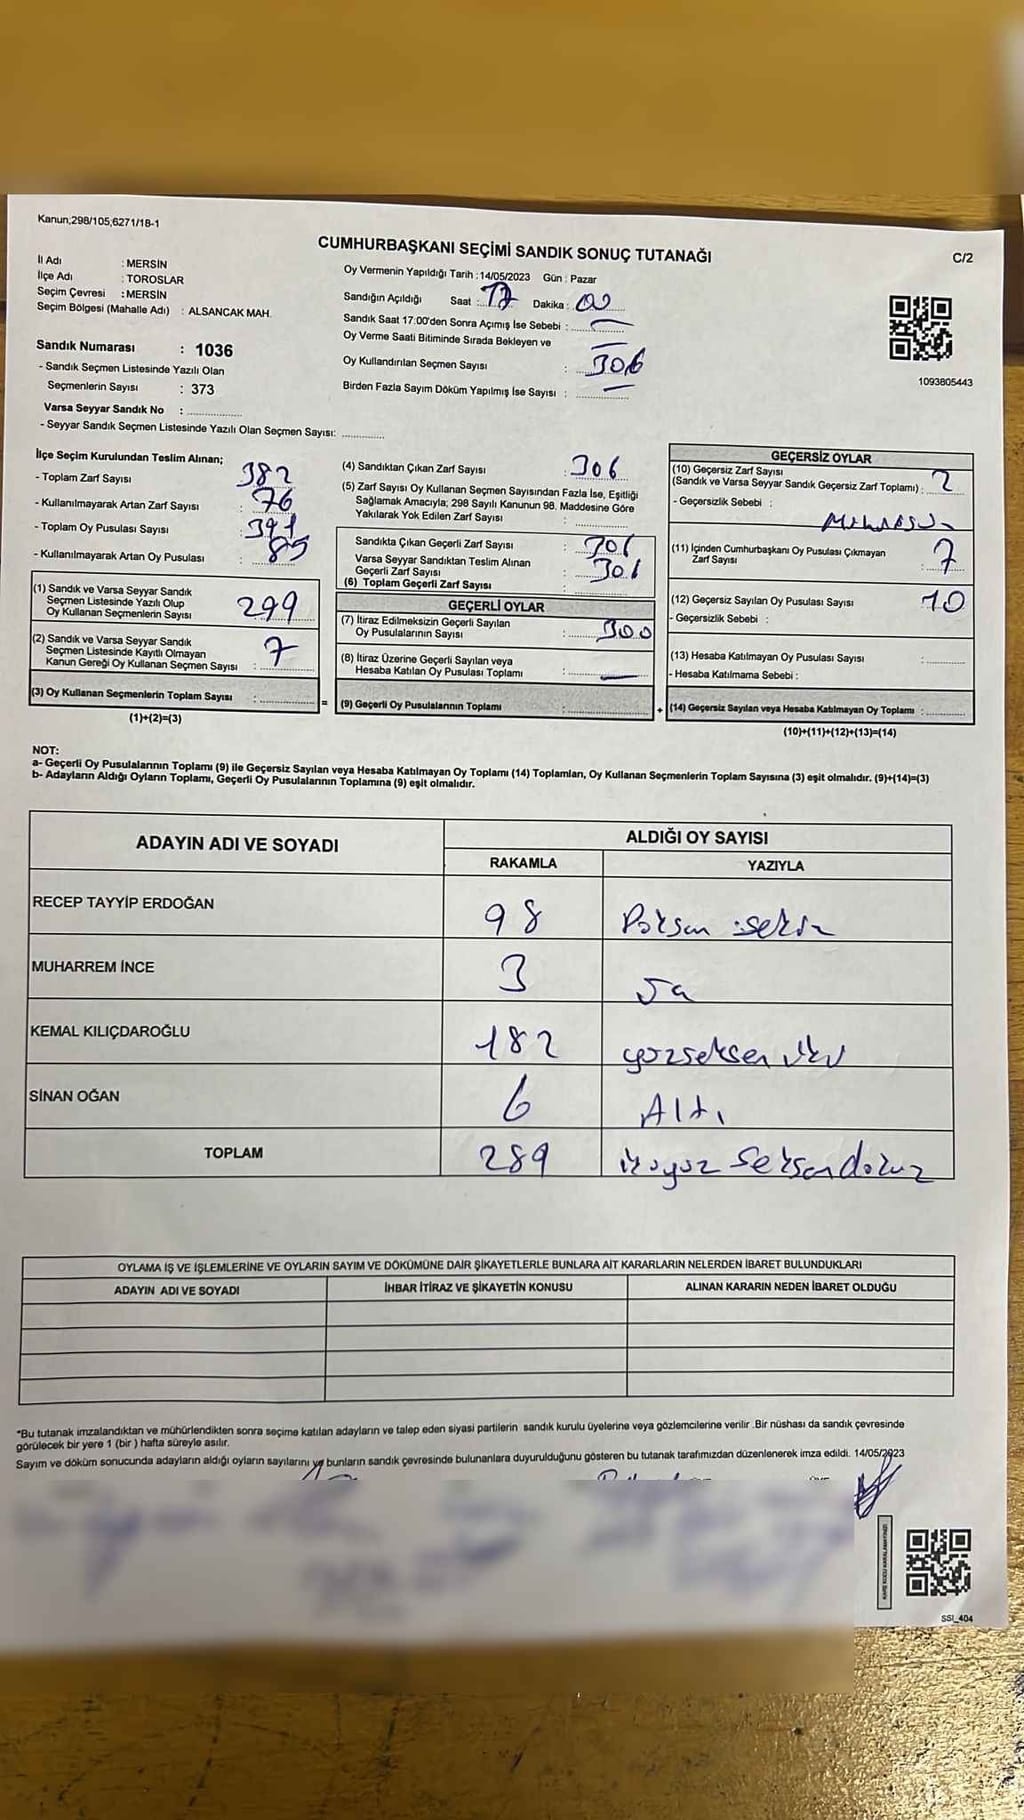 Kanun,298/105,6271/18-1
CUMHURBAŞKANI SEÇİMİ SANDIK SONUÇ TUTANAĞI
C/2
İl Adı : MERSİN
İlçe Adı : TOROSLAR
Seçim Çevresi : MERSİN
Seçim Bölgesi (Mahalle Adı) : ALSANCAK MAH.
Sandık Numarası : 1036
- Sandık Seçmen Listesinde Yazılı Olan
Seçmenlerin Sayısı : 373
Varsa Seyyar Sandık No :
- Seyyar Sandık Seçmen Listesinde Yazılı Olan Seçmen Sayısı:
Oy Vermenin Yapıldığı Tarih : 14/05/2023 Gün : Pazar
Sandığın Açıldığı Saat : 17 Dakika : 00
Sandık Saat 17:00'den Sonra Açımış İse Sebebi :
Oy Verme Saati Bitiminde Sırada Bekleyen ve
Oy Kullandırılan Seçmen Sayısı : 306
Birden Fazla Sayım Döküm Yapılmış İse Sayısı :
1093805443
İlçe Seçim Kurulundan Teslim Alınan;
- Toplam Zarf Sayısı 382
- Kullanılmayarak Artan Zarf Sayısı : 76
- Toplam Oy Pusulası Sayısı : 391
- Kullanılmayarak Artan Oy Pusulası : 85
(1) Sandık ve Varsa Seyyar Sandık
Seçmen Listesinde Yazılı Olup
Oy Kullanan Seçmenlerin Sayısı 299
(2) Sandık ve Varsa Seyyar Sandık
Seçmen Listesinde Kayıtlı Olmayan
Kanun Gereği Oy Kullanan Seçmen Sayısı : 7
(3) Oy Kullanan Seçmenlerin Toplam Sayısı :
(1)+(2)=(3)
=
(4) Sandıktan Çıkan Zarf Sayısı : 306
(5) Zarf Sayısı Oy Kullanan Seçmen Sayısından Fazla İse, Eşitliği
Sağlamak Amacıyla; 298 Sayılı Kanunun 98. Maddesine Göre
Yakılarak Yok Edilen Zarf Sayısı :
Sandıkta Çıkan Geçerli Zarf Sayısı : 306
Varsa Seyyar Sandıktan Teslim Alınan
Geçerli Zarf Sayısı : 306
(6) Toplam Geçerli Zarf Sayısı :
GEÇERLİ OYLAR
(7) İtiraz Edilmeksizin Geçerli Sayılan
Oy Pusulalarının Sayısı : 300
(8) İtiraz Üzerine Geçerli Sayılan veya
Hesaba Katılan Oy Pusulası Toplamı :
(9) Geçerli Oy Pusulalarının Toplamı :
+
GEÇERSİZ OYLAR
(10) Geçersiz Zarf Sayısı
(Sandık ve Varsa Seyyar Sandık Geçersiz Zarf Toplamı) : 2
- Geçersizlik Sebebi :
(11) İçinden Cumhurbaşkanı Oy Pusulası Çıkmayan
Zarf Sayısı : 7
(12) Geçersiz Sayılan Oy Pusulası Sayısı 10
- Geçersizlik Sebebi :
(13) Hesaba Katılmayan Oy Pusulası Sayısı :
- Hesaba Katılmama Sebebi :
(14) Geçersiz Sayılan veya Hesaba Katılmayan Oy Toplamı :
(10)+(11)+(12)+(13)=(14)
NOT:
a- Geçerli Oy Pusulalarının Toplamı (9) ile Geçersiz Sayılan veya Hesaba Katılmayan Oy Toplamı (14) Toplamları, Oy Kullanan Seçmenlerin Toplam Sayısına (3) eşit olmalıdır. (9)+(14)=(3)
b- Adayların Aldığı Oyların Toplamı, Geçerli Oy Pusulalarının Toplamına (9) eşit olmalıdır.
ADAYIN ADI VE SOYADI
ALDIĞI OY SAYISI
RAKAMLA YAZIYLA
RECEP TAYYİP ERDOĞAN 98 Doksan sekiz
MUHARREM İNCE 3
KEMAL KILIÇDAROĞLU 182 yüzseksen iki
SİNAN OĞAN 6 Altı
TOPLAM 289 ikiyüz seksendokuz
OYLAMA İŞ VE İŞLEMLERİNE VE OYLARIN SAYIM VE DÖKÜMÜNE DAİR ŞİKAYETLERLE BUNLARA AİT KARARLARIN NELERDEN İBARET BULUNDUKLARI
ADAYIN ADI VE SOYADI İHBAR İTİRAZ VE ŞİKAYETİN KONUSU ALINAN KARARIN NEDEN İBARET OLDUĞU
*Bu tutanak imzalandıktan ve mühürlendikten sonra seçime katılan adayların ve talep eden siyasi partilerin sandık kurulu üyelerine veya gözlemcilerine verilir .Bir nüshası da sandık çevresinde
görülecek bir yere 1 (bir ) hafta süreyle asılır.
Sayım ve döküm sonucunda adayların aldığı oyların sayılarını ve bunların sandık çevresinde bulunanlara duyurulduğunu gösteren bu tutanak tarafımızdan düzenlenerek imza edildi. 14/05/2023
SSI_404